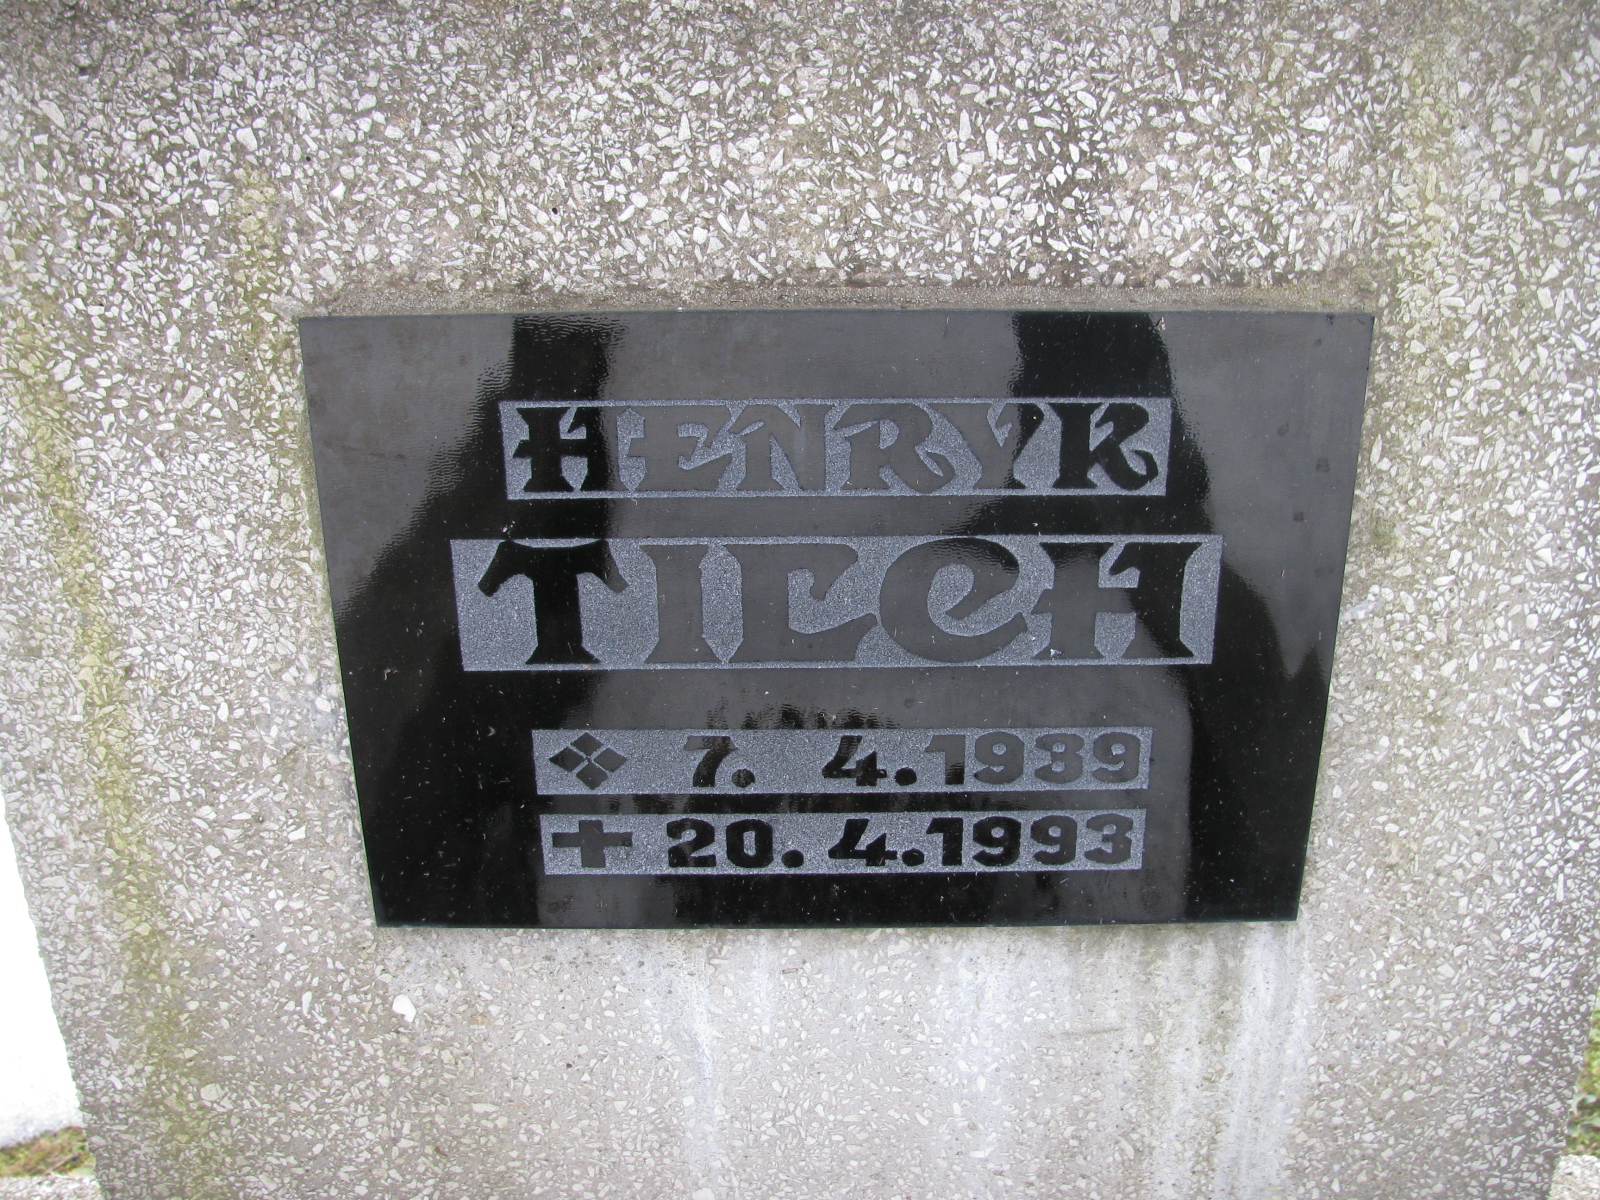 HENRYK
TILCH
❖ 7. 4.1939
✝ 20. 4.1993